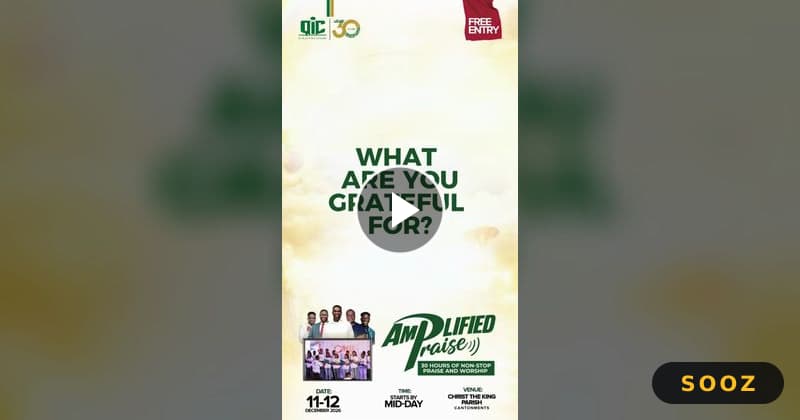 QIC
30
FREE
ENTRY
WHAT
ARE YOU
GRATEFUL
FOR?
AMPLIFIED
Praise
30 HOURS OF NON-STOP
PRAISE AND WORSHIP
DATE:
11-12
DECEMBER 2026
TIME:
STARTS BY
MID-DAY
VENUE:
CHRIST THE KING
PARISH
CANTONMENTS
SOOZ